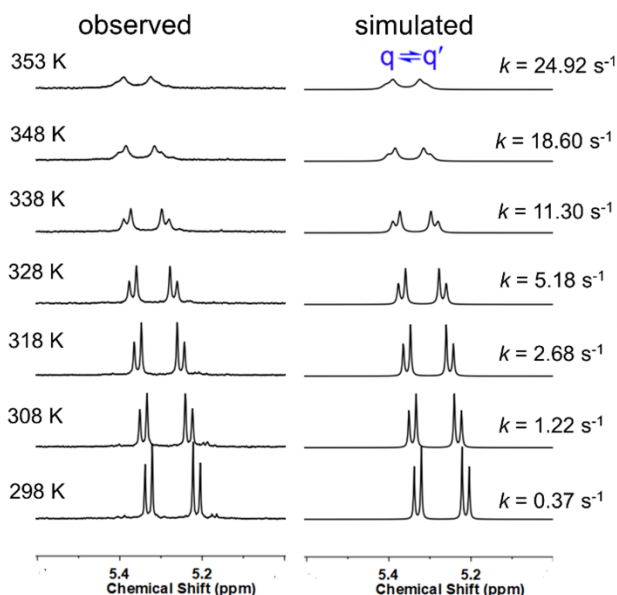 observed simulated
353 K q ⇌ q′ k = 24.92 s⁻¹
348 K k = 18.60 s⁻¹
338 K k = 11.30 s⁻¹
328 K k = 5.18 s⁻¹
318 K k = 2.68 s⁻¹
308 K k = 1.22 s⁻¹
298 K k = 0.37 s⁻¹
5.4 5.2 5.4 5.2
Chemical Shift (ppm) Chemical Shift (ppm)